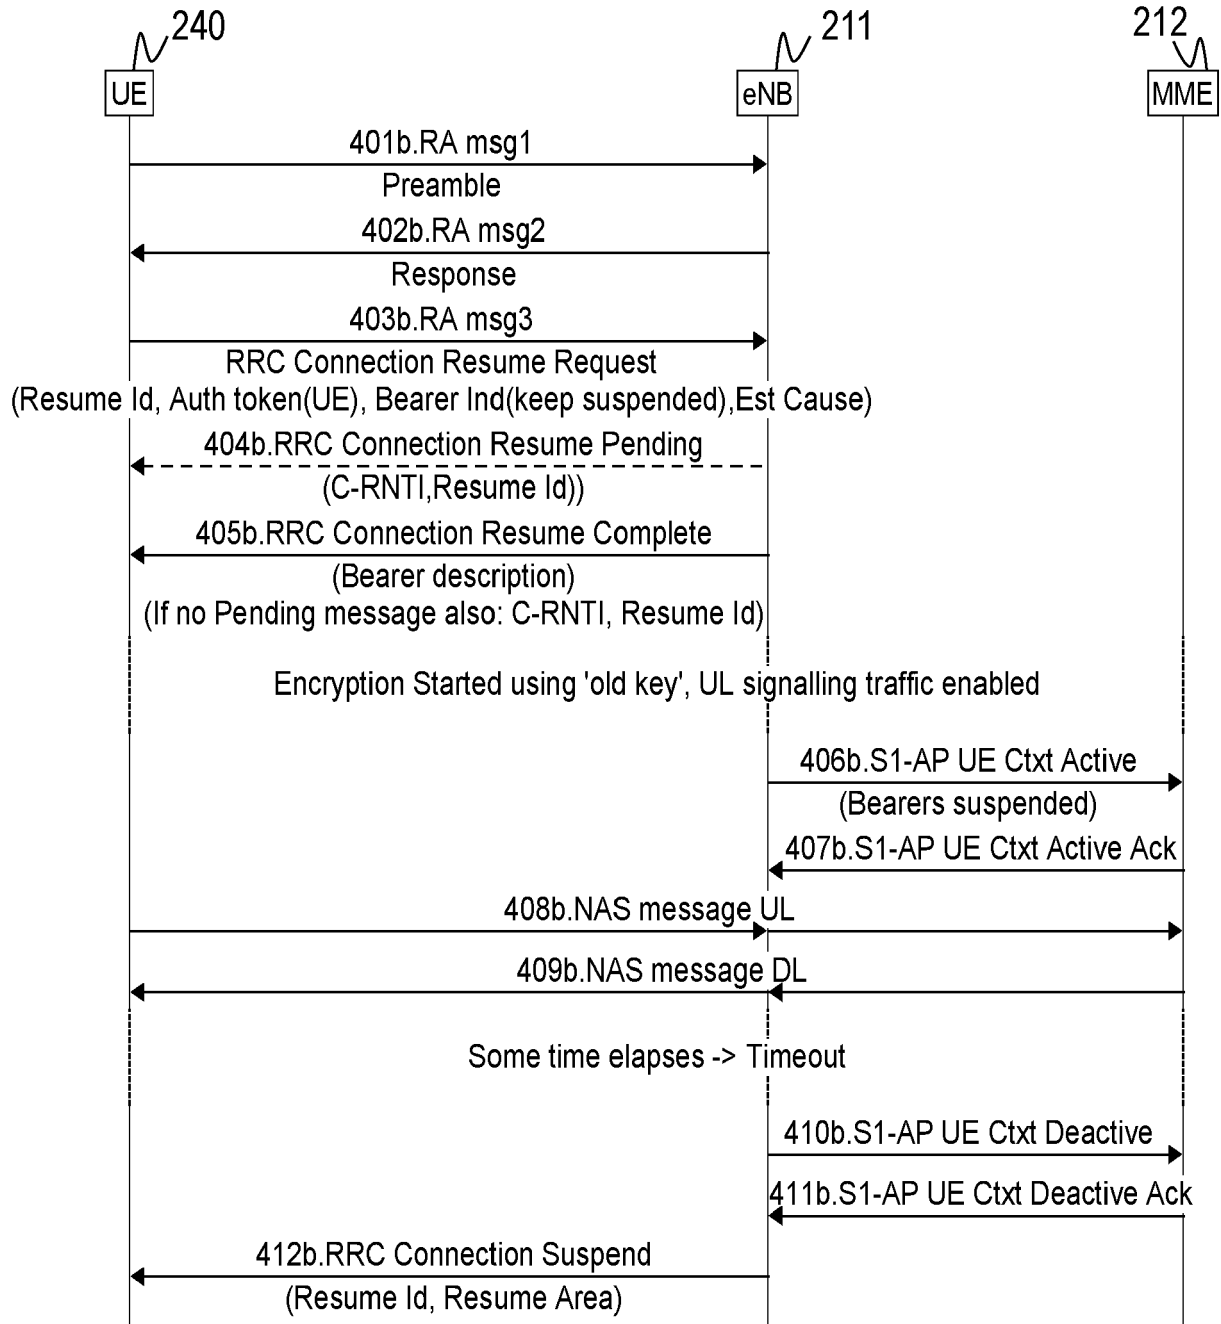 240
211
212
UE
eNB
MME
401b.RA msg1
Preamble
402b.RA msg2
Response
403b.RA msg3
RRC Connection Resume Request
(Resume Id, Auth token(UE), Bearer Ind(keep suspended),Est Cause)
404b.RRC Connection Resume Pending
(C-RNTI,Resume Id))
405b.RRC Connection Resume Complete
(Bearer description)
(If no Pending message also: C-RNTI, Resume Id)
Encryption Started using 'old key', UL signalling traffic enabled
406b.S1-AP UE Ctxt Active
(Bearers suspended)
407b.S1-AP UE Ctxt Active Ack
408b.NAS message UL
409b.NAS message DL
Some time elapses -> Timeout
410b.S1-AP UE Ctxt Deactive
411b.S1-AP UE Ctxt Deactive Ack
412b.RRC Connection Suspend
(Resume Id, Resume Area)